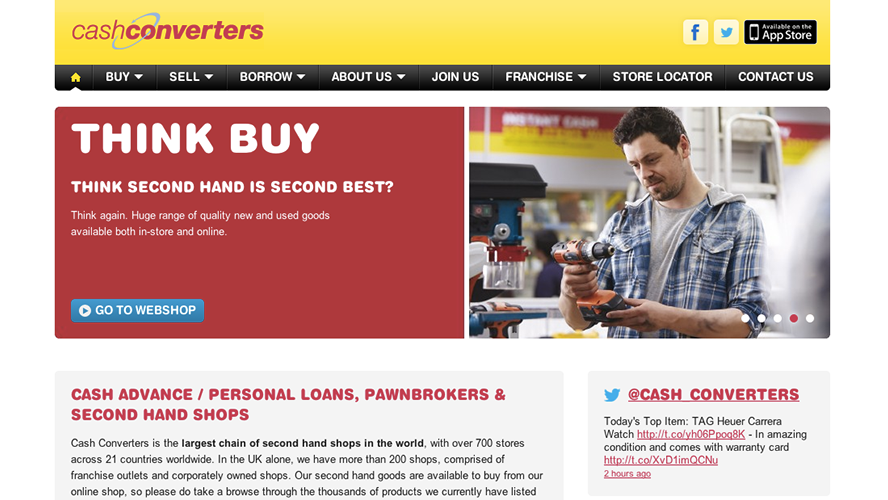 cashconverters
Available on the
App Store
BUY
SELL
BORROW
ABOUT US
JOIN US
FRANCHISE
STORE LOCATOR
CONTACT US
THINK BUY
THINK SECOND HAND IS SECOND BEST?
Think again. Huge range of quality new and used goods
available both in-store and online.
GO TO WEBSHOP
INSTANT CASH
CASH ADVANCE / PERSONAL LOANS, PAWNBROKERS &
SECOND HAND SHOPS
Cash Converters is the largest chain of second hand shops in the world, with over 700 stores
across 21 countries worldwide. In the UK alone, we have more than 200 shops, comprised of
franchise outlets and corporately owned shops. Our second hand goods are available to buy from our
online shop, so please do take a browse through the thousands of products we currently have listed
@CASH_CONVERTERS
Today's Top Item: TAG Heuer Carrera
Watch http://t.co/yh06Ppoq8K - In amazing
condition and comes with warranty card
http://t.co/XvD1imQCNu
2 hours ago